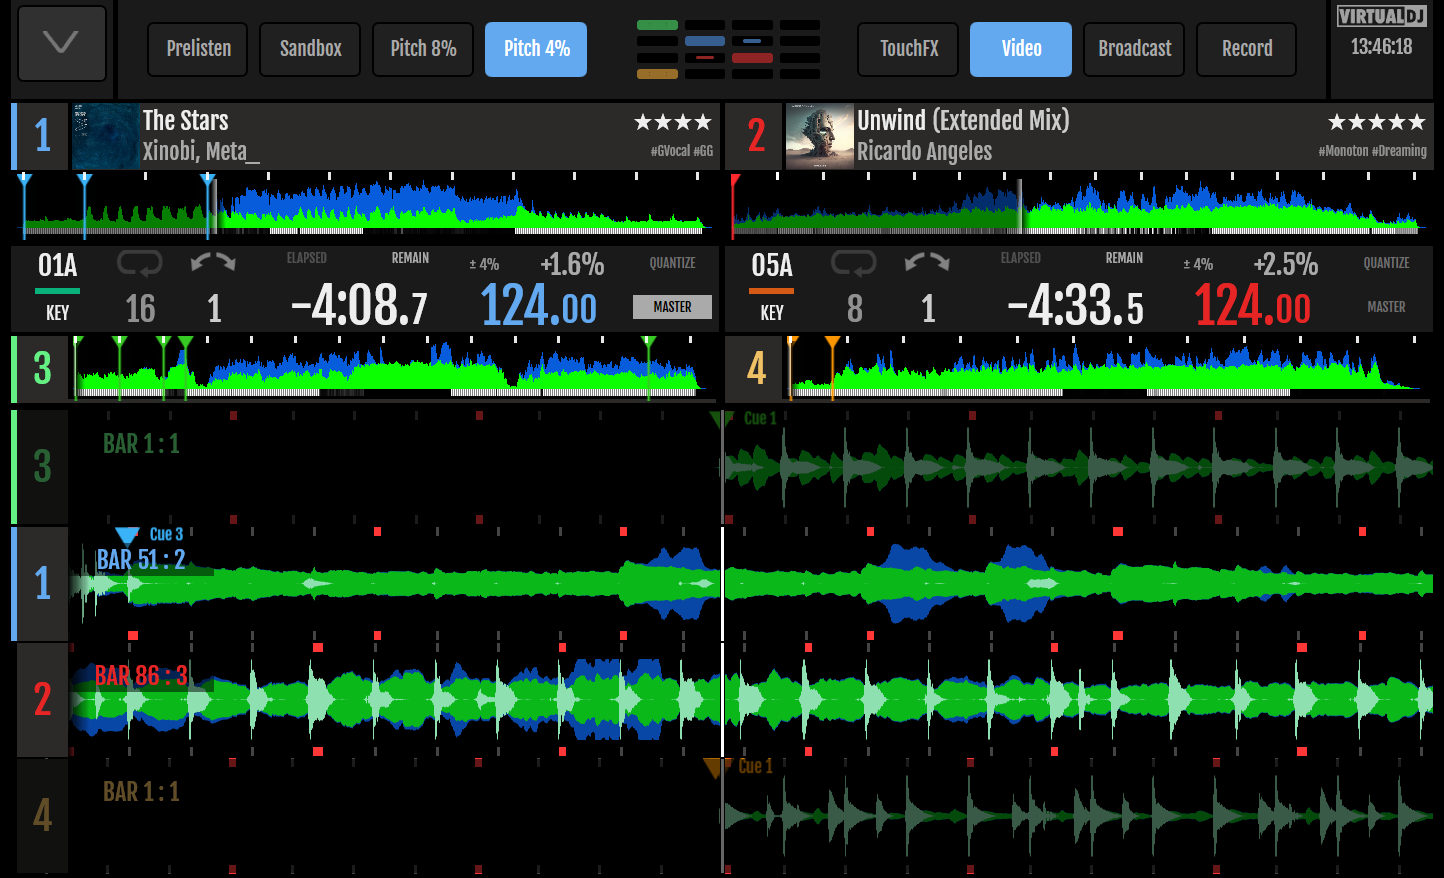 Prelisten
Sandbox
Pitch 8%
Pitch 4%
TouchFX
Video
Broadcast
Record
VIRTUALDJ
13:46:18
1
The Stars
Xinobi, Meta_
★★★★
#GVocal #GG
2
Unwind (Extended Mix)
Ricardo Angeles
★★★★★
#Monoton #Dreaming
01A
KEY
16
1
ELAPSED
REMAIN
-4:08.7
± 4%
+1.6%
124.00
QUANTIZE
MASTER
05A
KEY
8
1
ELAPSED
REMAIN
-4:33.5
± 4%
+2.5%
124.00
QUANTIZE
MASTER
3
4
3
BAR 1 : 1
Cue 1
1
Cue 3
BAR 51 : 2
2
BAR 86 : 3
4
BAR 1 : 1
Cue 1